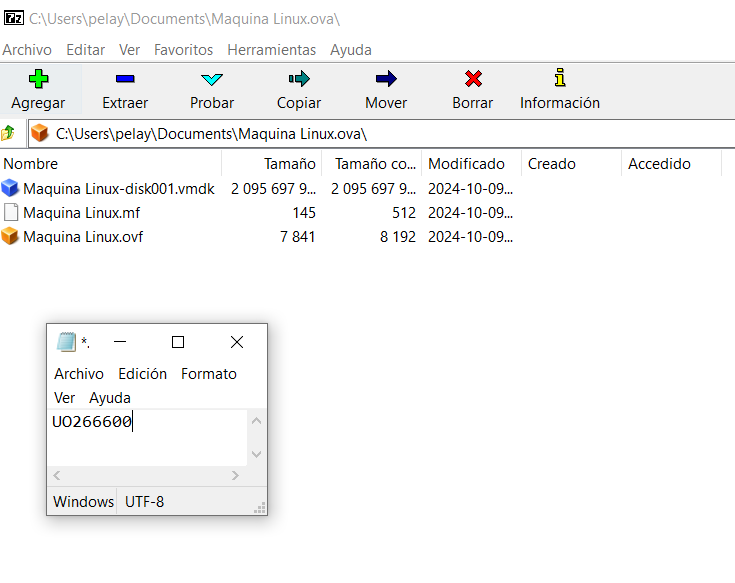 C:\Users\pelay\Documents\Maquina Linux.ova\
Archivo Editar Ver Favoritos Herramientas Ayuda
Agregar Extraer Probar Copiar Mover Borrar Información
C:\Users\pelay\Documents\Maquina Linux.ova\
Nombre Tamaño Tamaño co... Modificado Creado Accedido
Maquina Linux-disk001.vmdk 2 095 697 9... 2 095 697 9... 2024-10-09...
Maquina Linux.mf 145 512 2024-10-09...
Maquina Linux.ovf 7 841 8 192 2024-10-09...
*.
Archivo Edición Formato
Ver Ayuda
UO266600
Windows UTF-8